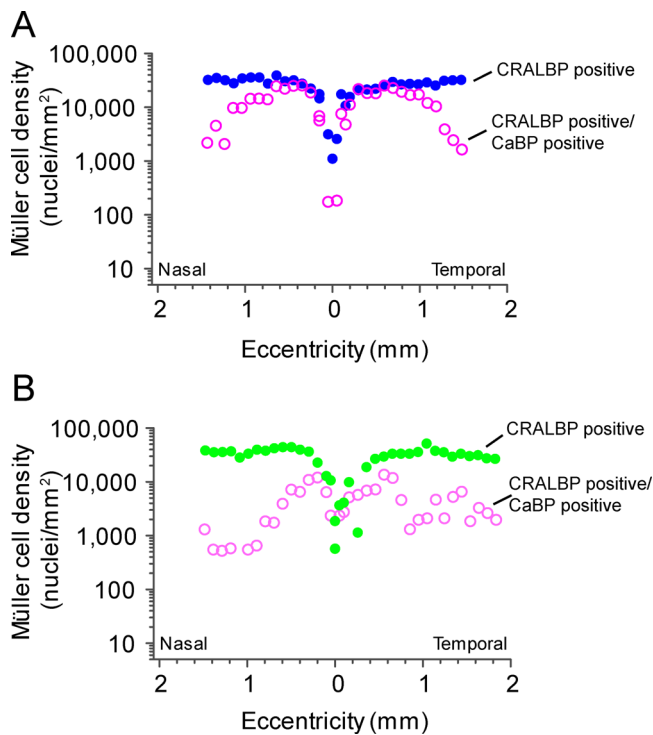 A
Müller cell density
(nuclei/mm²)
100,000
10,000
1,000
100
10
CRALBP positive
CRALBP positive/
CaBP positive
Nasal
Temporal
2 1 0 1 2
Eccentricity (mm)
B
Müller cell density
(nuclei/mm²)
100,000
10,000
1,000
100
10
CRALBP positive
CRALBP positive/
CaBP positive
Nasal
Temporal
2 1 0 1 2
Eccentricity (mm)